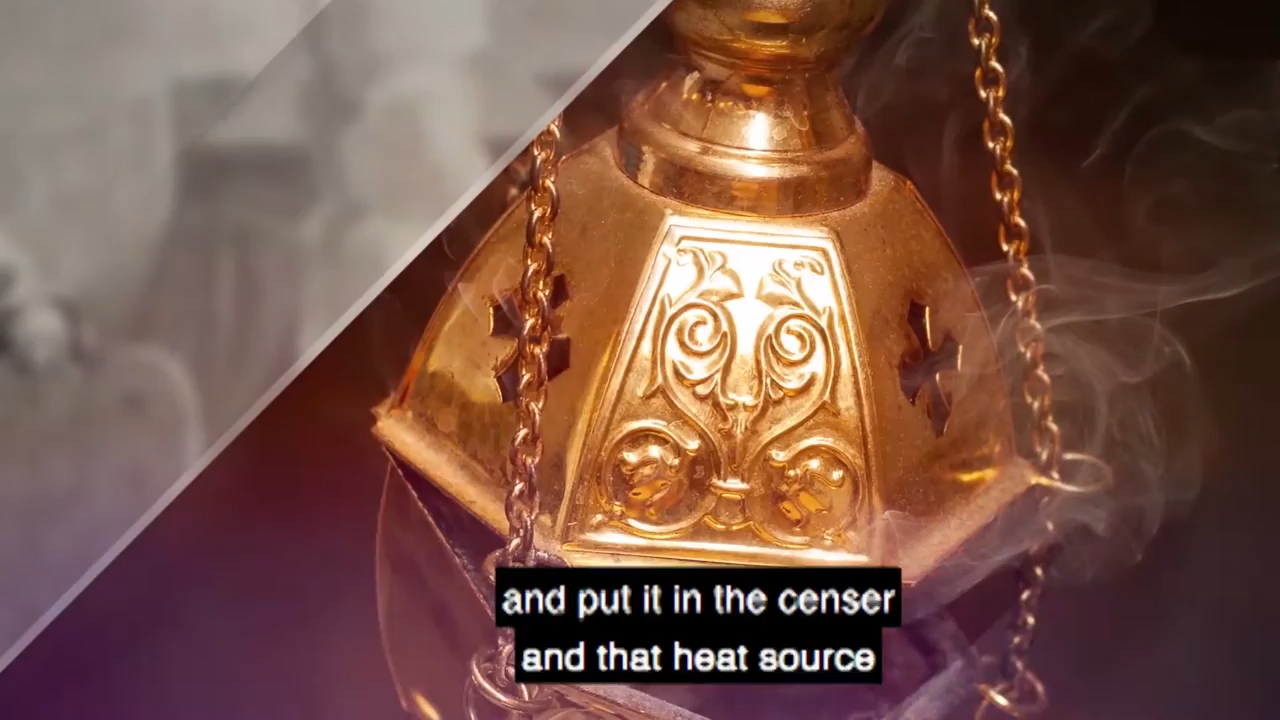 and put it in the censer
and that heat source